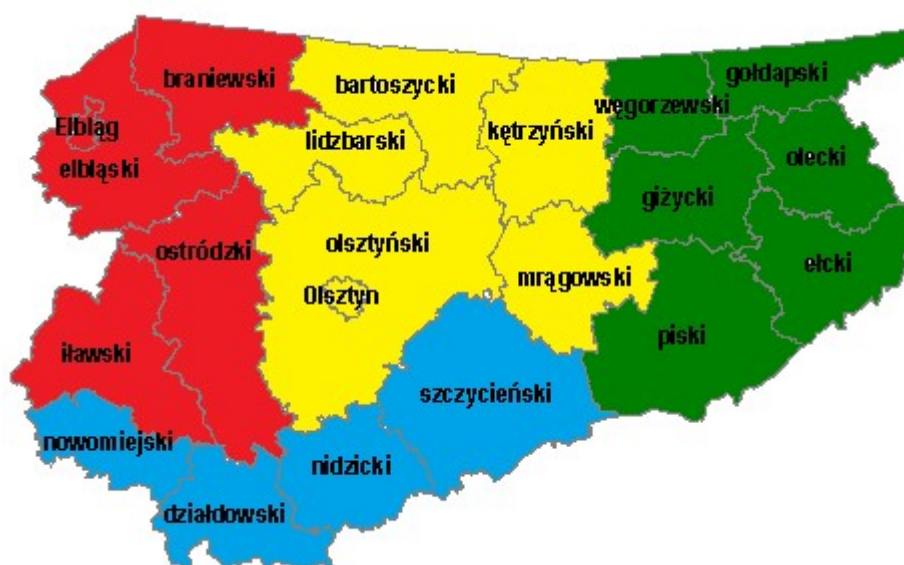 braniewski
bartoszycki
gołdapski
węgorzewski
Elbląg
lidzbarski
kętrzyński
olecki
elbląski
giżycki
ostródzki
olsztyński
ełcki
mrągowski
Olsztyn
piski
iławski
szczycieński
nowomiejski
nidzicki
działdowski